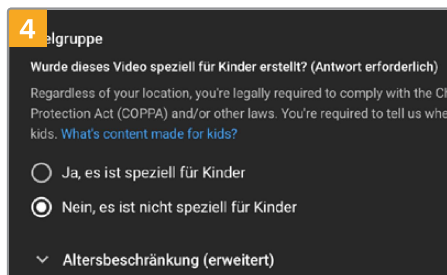 4
elgruppe
Wurde dieses Video speziell für Kinder erstellt? (Antwort erforderlich)
Regardless of your location, you're legally required to comply with the Ch
Protection Act (COPPA) and/or other laws. You're required to tell us whe
kids. What's content made for kids?
Ja, es ist speziell für Kinder
Nein, es ist nicht speziell für Kinder
Altersbeschränkung (erweitert)